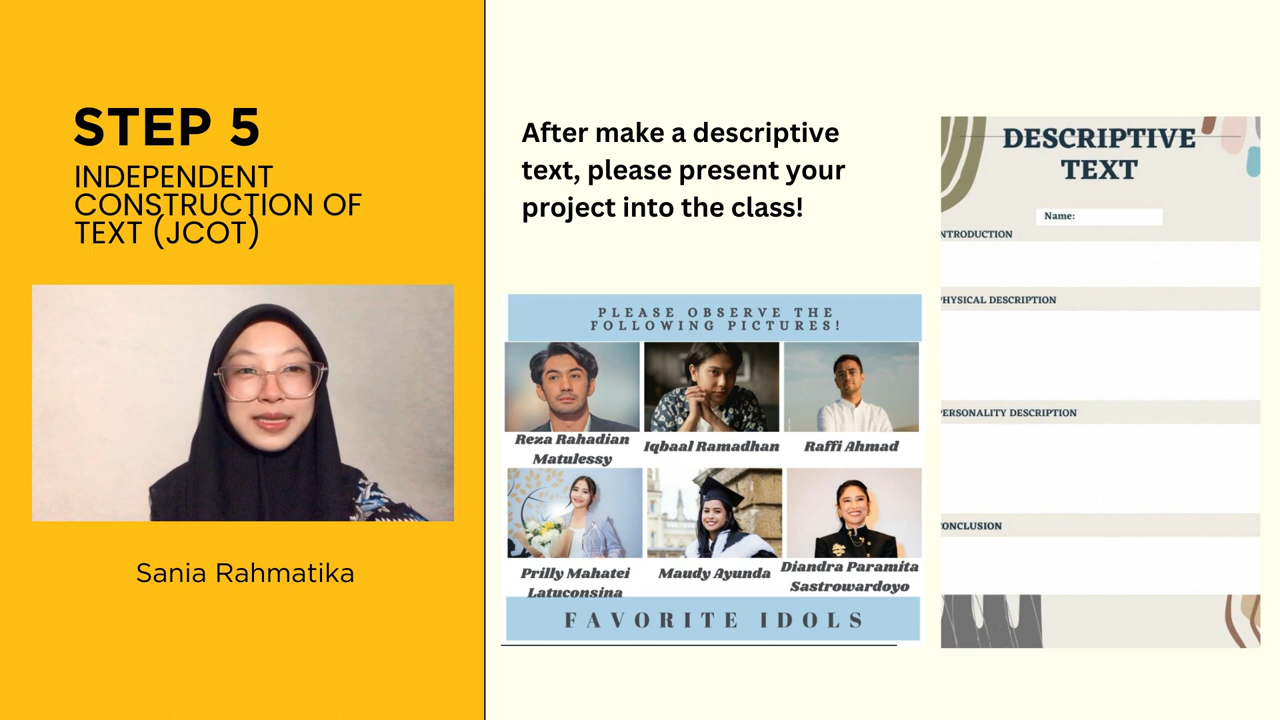 STEP 5
INDEPENDENT
CONSTRUCTION OF
TEXT (JCOT)
Sania Rahmatika
After make a descriptive
text, please present your
project into the class!
PLEASE OBSERVE THE
FOLLOWING PICTURES!
Reza Rahadian
Matulessy
Iqbaal Ramadhan
Raffi Ahmad
Prilly Mahatei
Latuconsina
Maudy Ayunda
Diandra Paramita
Sastrowardoyo
FAVORITE IDOLS
DESCRIPTIVE
TEXT
Name:
NTRODUCTION
PHYSICAL DESCRIPTION
PERSONALITY DESCRIPTION
CONCLUSION